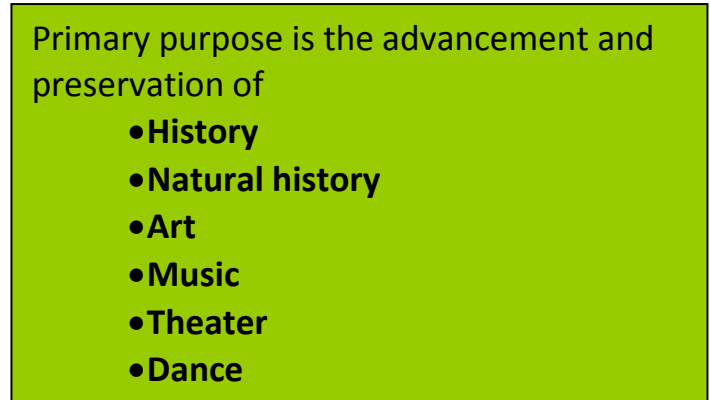 Primary purpose is the advancement and
preservation of
•History
•Natural history
•Art
•Music
•Theater
•Dance